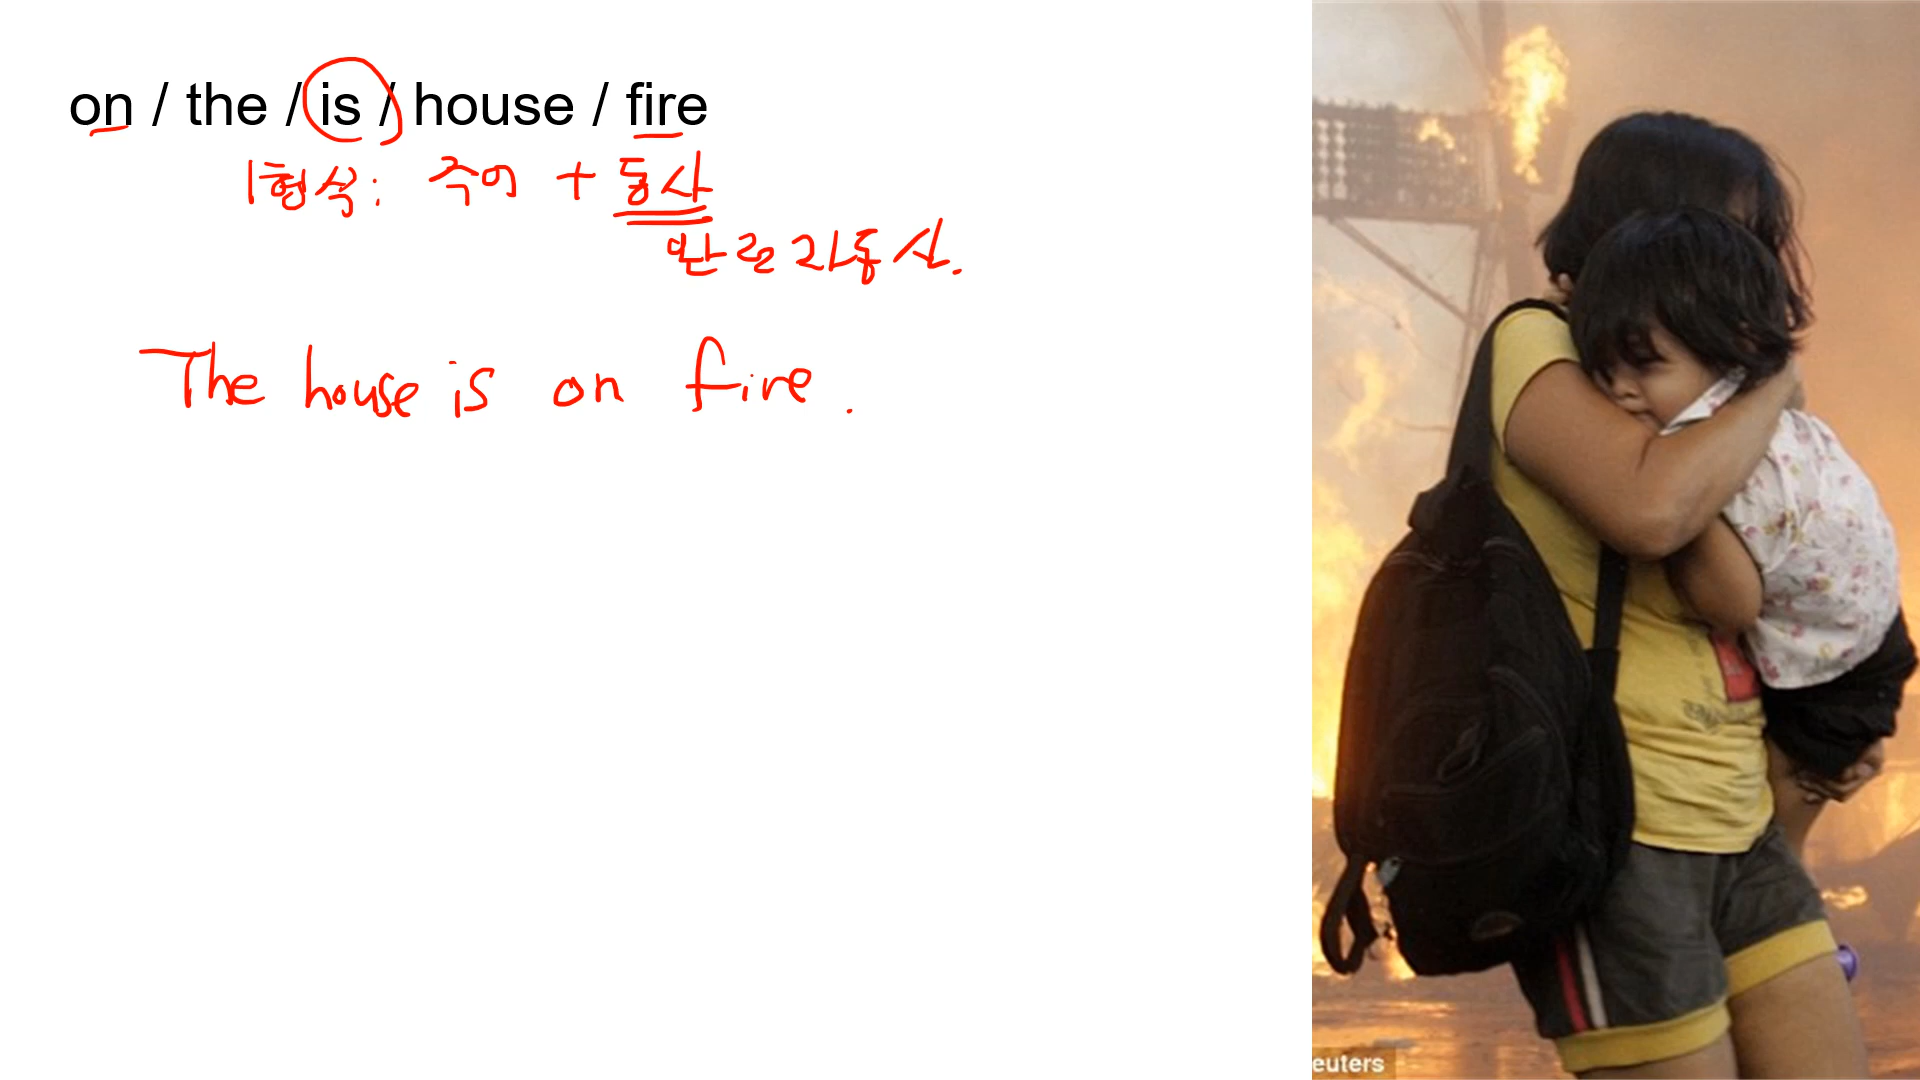 on / the / is / house / fire
1형식: 주어 + 동사
완전자동사.
The house is on fire.
euters